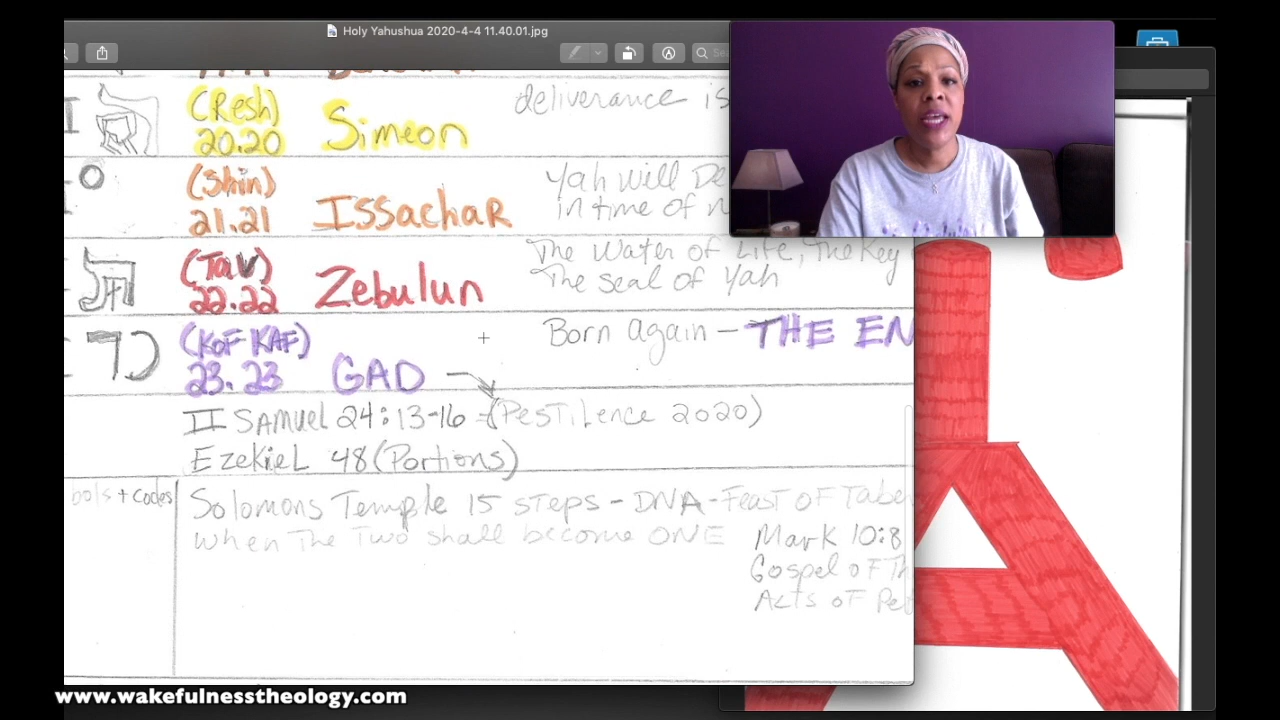 Holy Yahushua 2020-4-4 11.40.01.jpg
(Resh)
20.20
Simeon
deliverance is
(Shin)
21.21
Issachar
Yah will De
in time of n
(Tav)
22.22
Zebulun
The Water of Life, The Key
The seal of Yah
(KOF KAF)
23.23
GAD
Born again - THE EN
II SAMUEL 24:13-16 - (PesTiLence 2020)
EzekieL 48 (Portions)
bols + codes
Solomons Temple 15 steps - DNA - Feast of Tabe
when The Two shall become ONE
Mark 10:8
Gospel of Th
Acts of Pe
www.wakefulnesstheology.com